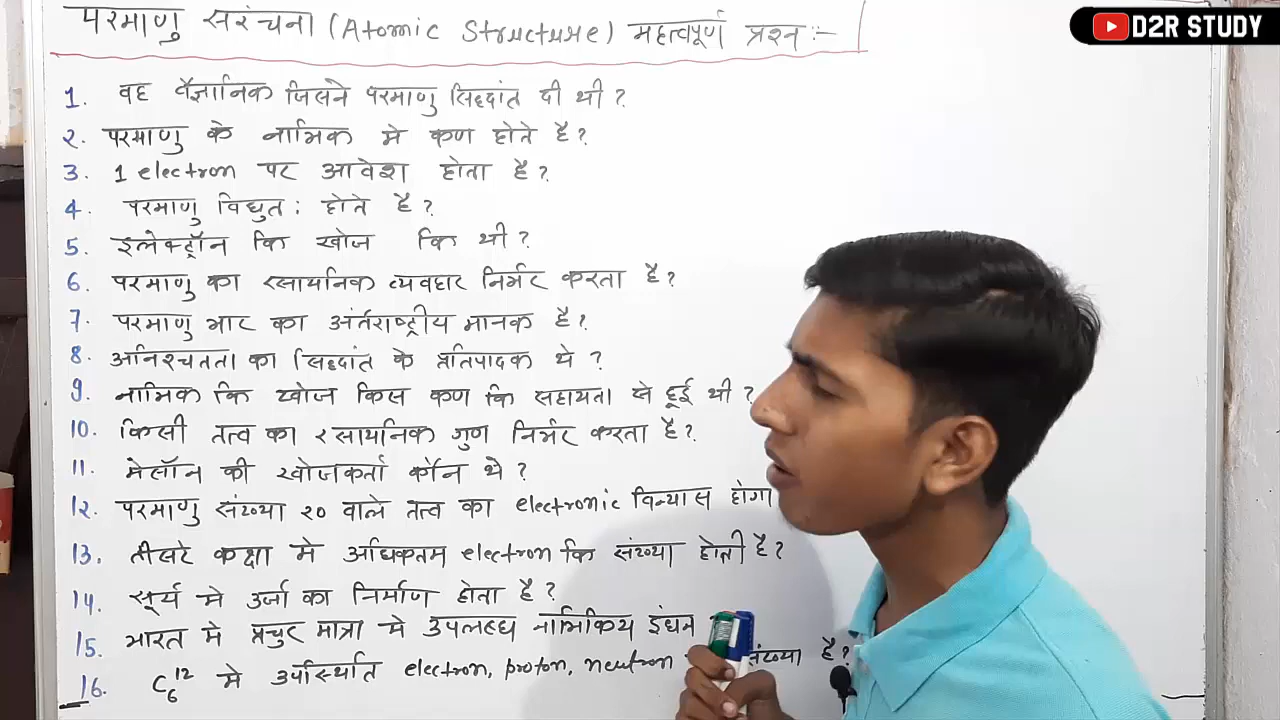 परमाणु सरंचना (Atomic Structure) महत्वपूर्ण प्रश्न :-
D2R STUDY
1. वह वैज्ञानिक जिसने परमाणु सिद्दांत दी थी ?
2. परमाणु के नाभिक मे कण होते है ?
3. 1 electron पर आवेश होता है ?
4. परमाणु विद्युत : होते है ?
5. इलेक्ट्रॉन कि खोज कि थी ?
6. परमाणु का रसायनिक व्यवहार निर्भर करता है ?
7. परमाणु भार का अंर्तराष्ट्रीय मानक है ?
8. अनिश्चतता का सिद्दांत के प्रतिपादक थे ?
9. नाभिक कि खोज किस कण कि सहायता से हूई थी ?
10. किसी तत्व का रसायनिक गुण निर्भर करता है ?
11. मेसॉन की खोजकर्ता कौन थे ?
12. परमाणु संख्या २० वाले तत्व का electronic विन्यास होगा
13. तीसरे कक्षा मे अधिकतम electron कि संख्या होती है ?
14. सूर्य मे उर्जा का निर्माण होता है ?
15. भारत मे प्रचुर मात्रा मे उपलब्ध नाभिकिय इंधन
16. C₆¹² मे उपस्थित electron, proton, neutron संख्या है ?